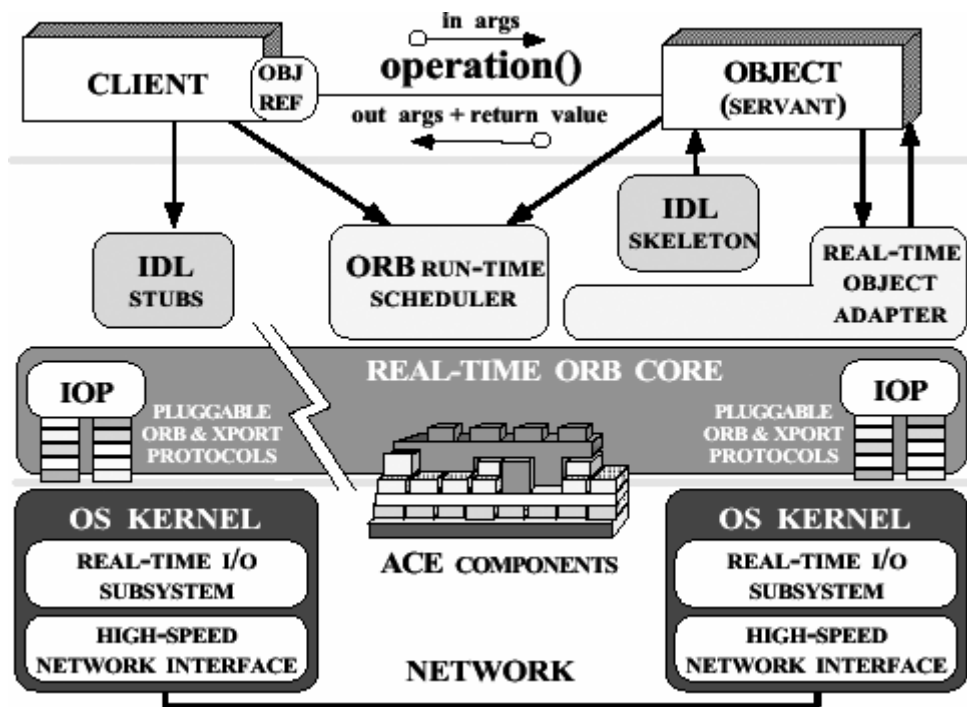 in args
CLIENT
OBJ
REF
operation()
out args + return value
OBJECT
(SERVANT)
IDL
STUBS
ORB RUN-TIME
SCHEDULER
IDL
SKELETON
REAL-TIME
OBJECT
ADAPTER
REAL-TIME ORB CORE
IOP
PLUGGABLE
ORB & XPORT
PROTOCOLS
PLUGGABLE
ORB & XPORT
PROTOCOLS
IOP
OS KERNEL
REAL-TIME I/O
SUBSYSTEM
HIGH-SPEED
NETWORK INTERFACE
ACE COMPONENTS
NETWORK
OS KERNEL
REAL-TIME I/O
SUBSYSTEM
HIGH-SPEED
NETWORK INTERFACE